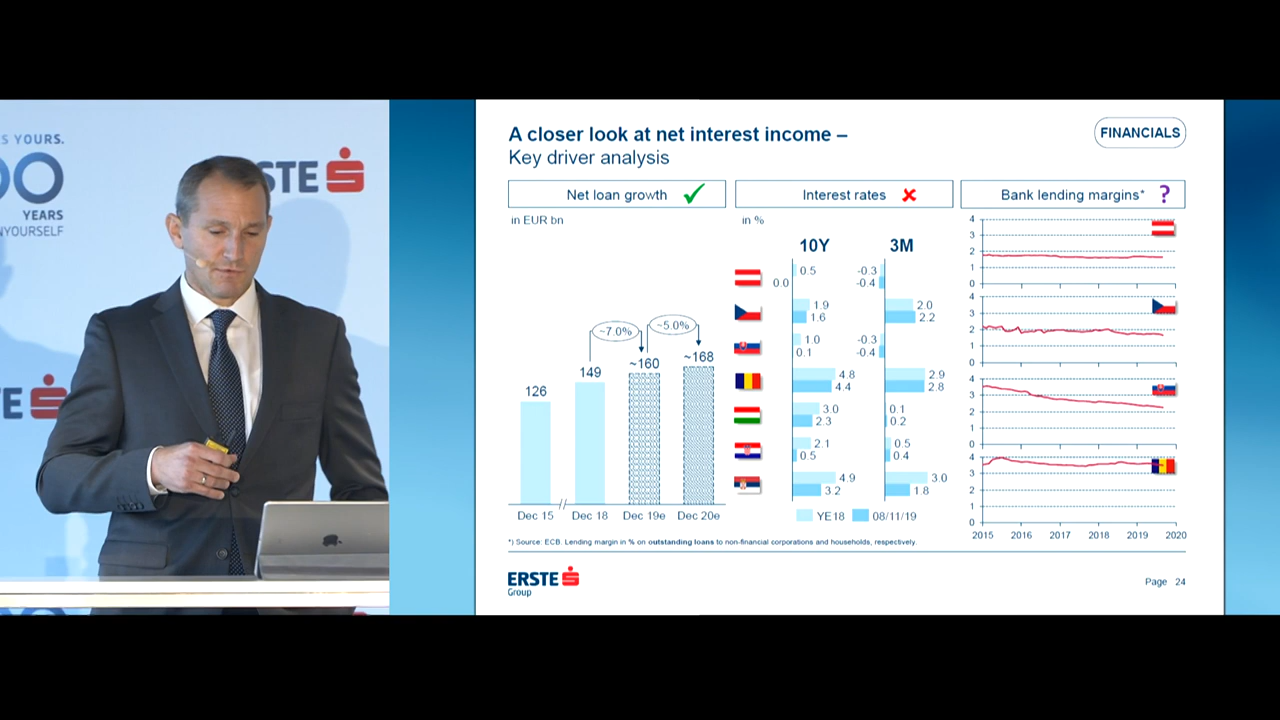 S YOURS.
00
YEARS
NYOURSELF
STE
TE
A closer look at net interest income –
Key driver analysis
FINANCIALS
Net loan growth
Interest rates
Bank lending margins* ?
in EUR bn
in %
10Y
3M
126
149
~160
~168
~7.0%
~5.0%
Dec 15
Dec 18
Dec 19e
Dec 20e
0.5
0.0
-0.3
-0.4
1.9
1.6
2.0
2.2
1.0
0.1
-0.3
-0.4
4.8
4.4
2.9
2.8
3.0
2.3
0.1
0.2
2.1
0.5
0.5
0.4
4.9
3.2
3.0
1.8
YE18
08/11/19
4
3
2
1
0
4
3
2
1
0
4
3
2
1
0
4
3
2
1
0
2015 2016 2017 2018 2019 2020
*) Source: ECB. Lending margin in % on outstanding loans to non-financial corporations and households, respectively.
ERSTE
Group
Page 24